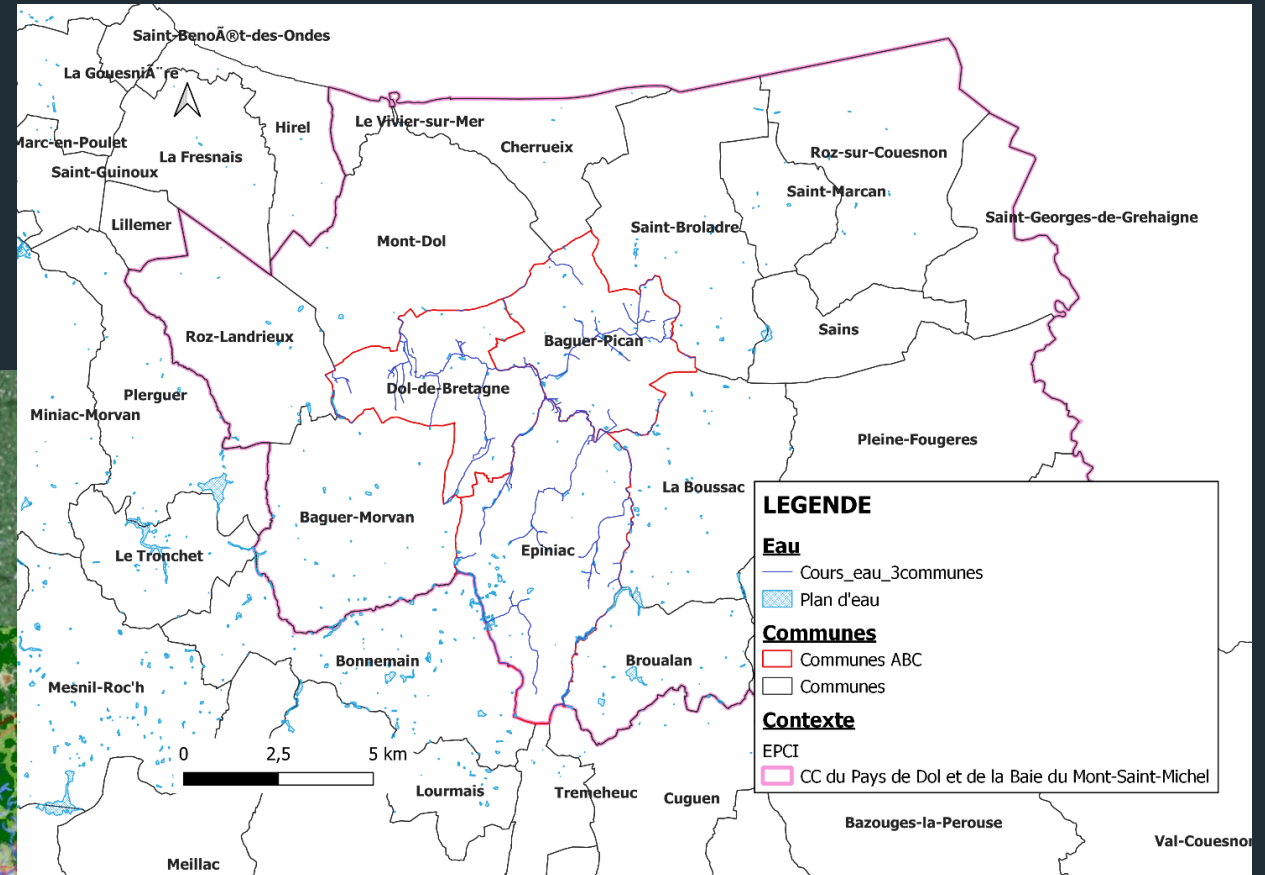 Saint-BenoÃ®t-des-Ondes
La GouesniÃ¨re
Hirel
Le Vivier-sur-Mer
Marc-en-Poulet
Cherrueix
La Fresnais
Roz-sur-Couesnon
Saint-Guinoux
Saint-Marcan
Saint-Georges-de-Grehaigne
Lillemer
Saint-Broladre
Mont-Dol
Sains
Roz-Landrieux
Baguer-Pican
Dol-de-Bretagne
Plerguer
Miniac-Morvan
Pleine-Fougeres
La Boussac
Baguer-Morvan
Epiniac
Le Tronchet
Bonnemain
Broualan
Mesnil-Roc'h
LEGENDE
Eau
Cours_eau_3communes
Plan d'eau
Communes
Communes ABC
Communes
Contexte
EPCI
CC du Pays de Dol et de la Baie du Mont-Saint-Michel
0 2,5 5 km
Lourmais
Tremeheuc
Cuguen
Bazouges-la-Perouse
Val-Couesnon
Meillac